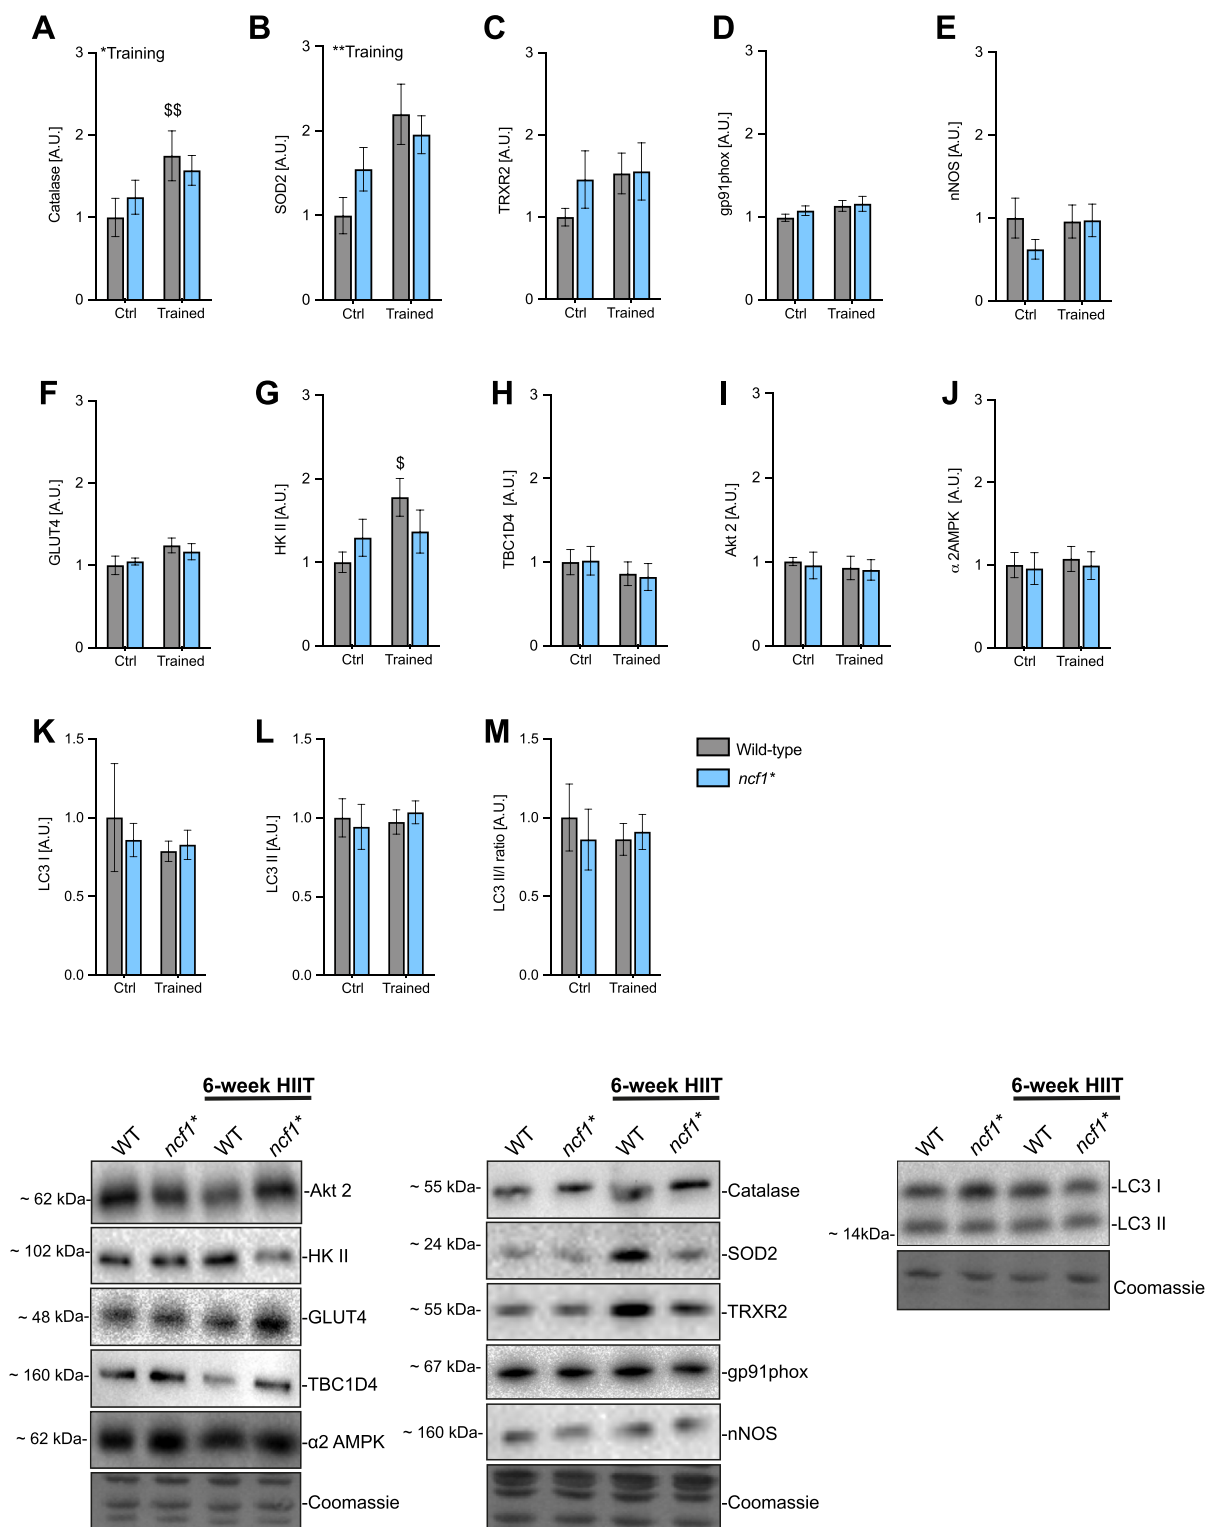 A
B
C
D
E
*Training
**Training
$$
Catalase [A.U.]
SOD2 [A.U.]
TRXR2 [A.U.]
gp91phox [A.U.]
nNOS [A.U.]
3
2
1
0
Ctrl Trained
3
2
1
0
Ctrl Trained
3
2
1
0
Ctrl Trained
3
2
1
0
Ctrl Trained
3
2
1
0
Ctrl Trained
F
G
H
I
J
$
GLUT4 [A.U.]
HK II [A.U.]
TBC1D4 [A.U.]
Akt 2 [A.U.]
α 2AMPK [A.U.]
3
2
1
0
Ctrl Trained
3
2
1
0
Ctrl Trained
3
2
1
0
Ctrl Trained
3
2
1
0
Ctrl Trained
3
2
1
0
Ctrl Trained
K
L
M
LC3 I [A.U.]
LC3 II [A.U.]
LC3 II/I ratio [A.U.]
1.5
1.0
0.5
0.0
Ctrl Trained
1.5
1.0
0.5
0.0
Ctrl Trained
1.5
1.0
0.5
0.0
Ctrl Trained
Wild-type
ncf1*
6-week HIIT
WT ncf1* WT ncf1*
~ 62 kDa- -Akt 2
~ 102 kDa- -HK II
~ 48 kDa- -GLUT4
~ 160 kDa- -TBC1D4
~ 62 kDa- -α2 AMPK
-Coomassie
6-week HIIT
WT ncf1* WT ncf1*
~ 55 kDa- -Catalase
~ 24 kDa- -SOD2
~ 55 kDa- -TRXR2
~ 67 kDa- -gp91phox
~ 160 kDa- -nNOS
-Coomassie
6-week HIIT
WT ncf1* WT ncf1*
-LC3 I
~ 14kDa- -LC3 II
Coomassie